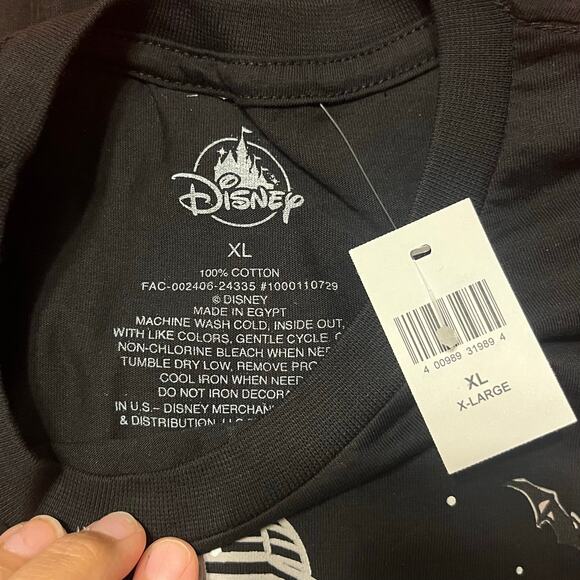 Disney
XL
100% COTTON
FAC-002406-24335 #1000110729
© DISNEY
MADE IN EGYPT
MACHINE WASH COLD, INSIDE OUT,
WITH LIKE COLORS, GENTLE CYCLE,
NON-CHLORINE BLEACH WHEN
TUMBLE DRY LOW, REMOVE
COOL IRON WHEN
DO NOT IRON
IN U.S.– DISNEY
& DISTRIBUTION
4 00989 31989 4
XL
X-LARGE